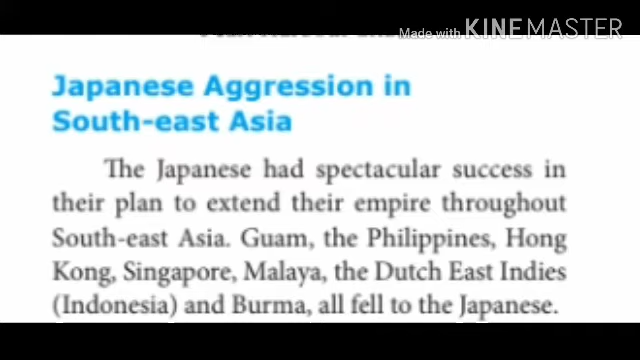 Made with KINEMASTER
Japanese Aggression in
South-east Asia
The Japanese had spectacular success in
their plan to extend their empire throughout
South-east Asia. Guam, the Philippines, Hong
Kong, Singapore, Malaya, the Dutch East Indies
(Indonesia) and Burma, all fell to the Japanese.